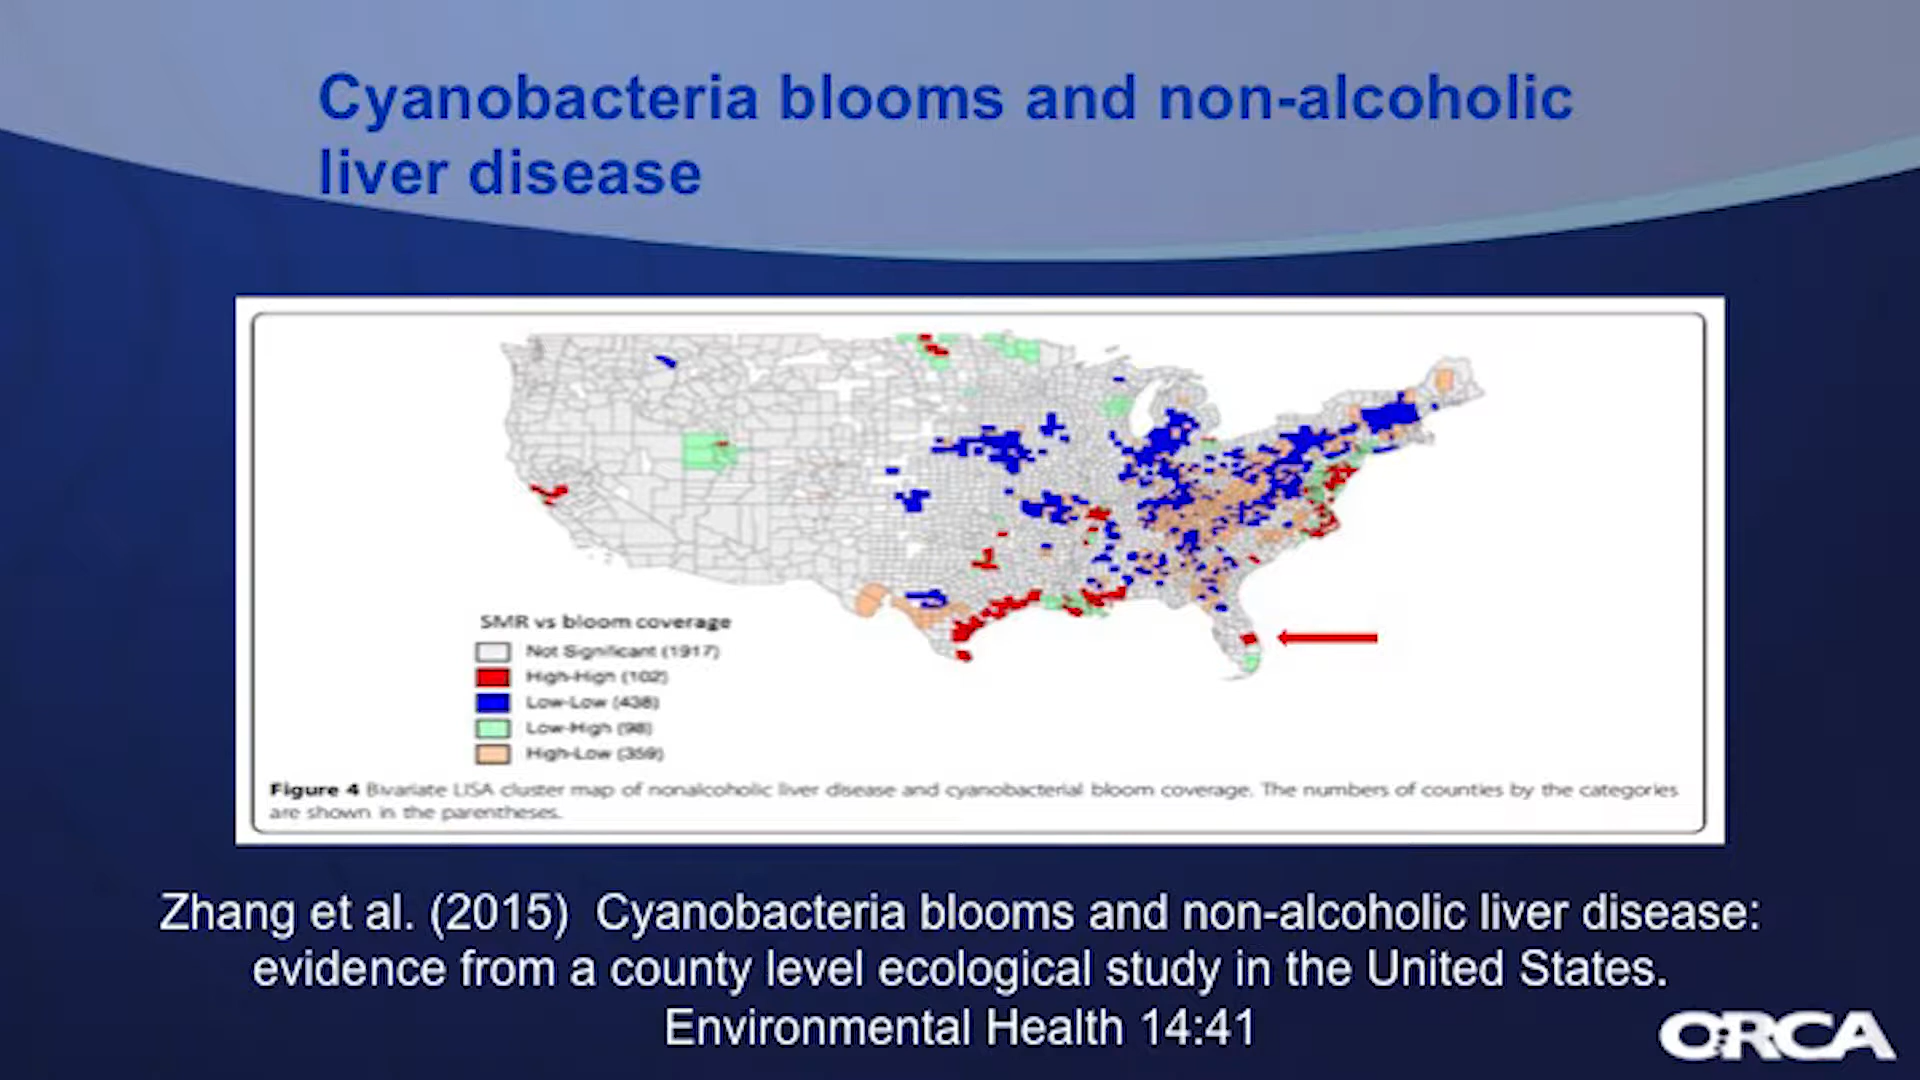 Cyanobacteria blooms and non-alcoholic
liver disease
SMR vs bloom coverage
Not Significant (1917)
High-High (102)
Low-Low (438)
Low-High (98)
High-Low (359)
Figure 4 Bivariate LISA cluster map of nonalcoholic liver disease and cyanobacterial bloom coverage. The numbers of counties by the categories
are shown in the parentheses.
Zhang et al. (2015) Cyanobacteria blooms and non-alcoholic liver disease:
evidence from a county level ecological study in the United States.
Environmental Health 14:41
ORCA